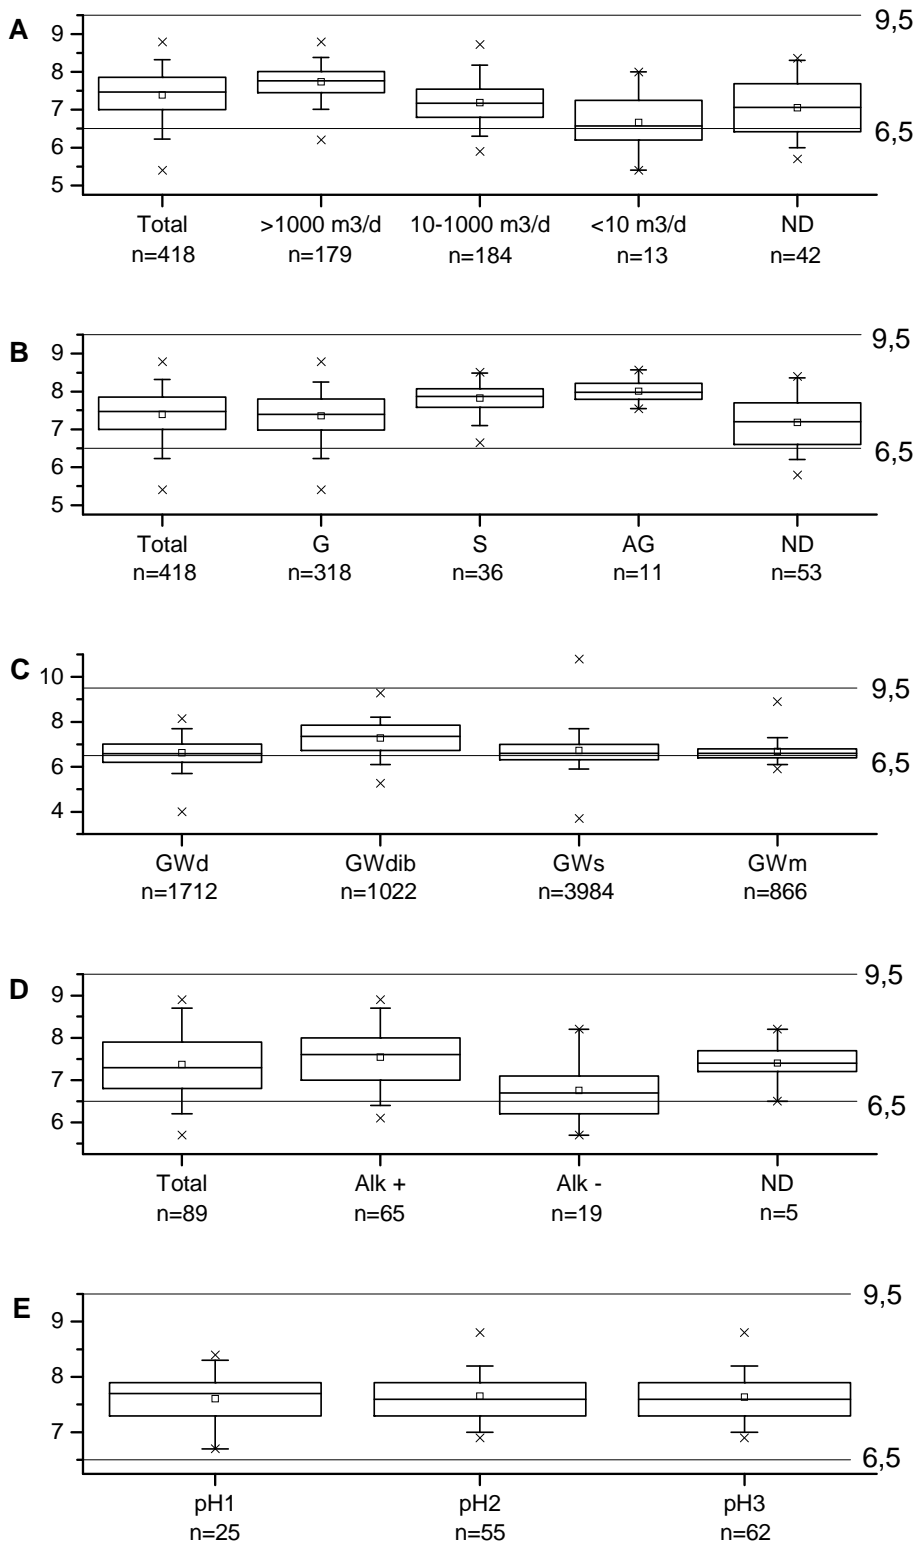 A
9
8
7
6
5
9,5
6,5
Total >1000 m3/d 10-1000 m3/d <10 m3/d ND
n=418 n=179 n=184 n=13 n=42
B
9
8
7
6
5
9,5
6,5
Total G S AG ND
n=418 n=318 n=36 n=11 n=53
C
10
8
6
4
9,5
6,5
GWd GWdib GWs GWm
n=1712 n=1022 n=3984 n=866
D
9
8
7
6
9,5
6,5
Total Alk + Alk - ND
n=89 n=65 n=19 n=5
E
9
8
7
9,5
6,5
pH1 pH2 pH3
n=25 n=55 n=62